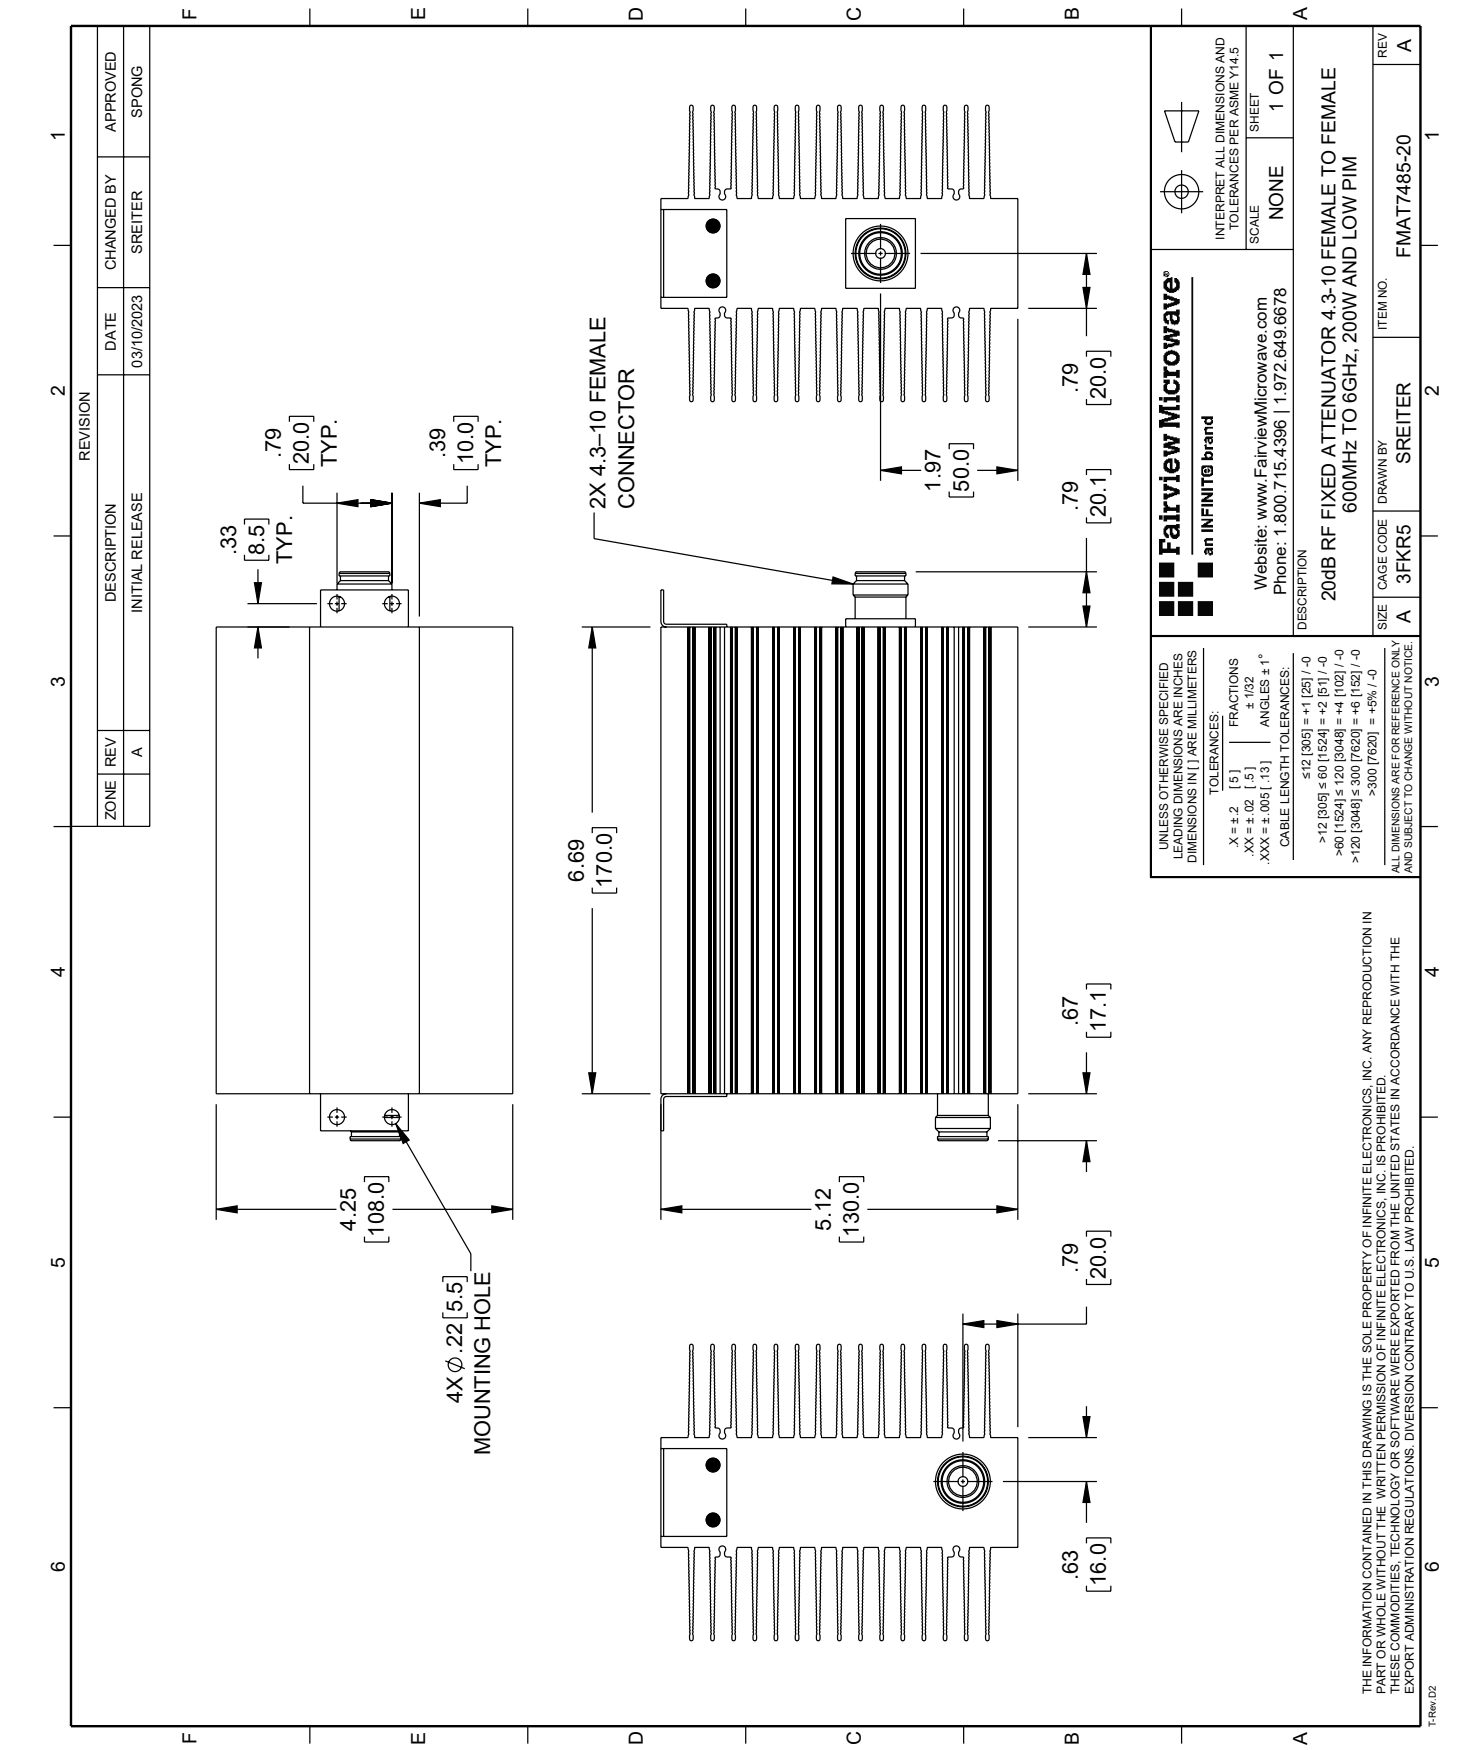 REVISION
ZONE REV DESCRIPTION DATE CHANGED BY APPROVED
A INITIAL RELEASE 03/10/2023 SREITER SPONG
6 5 4 3 2 1
F
E
D
C
B
A
.33
[8.5]
TYP.
.79
[20.0]
TYP.
.39
[10.0]
TYP.
4.25
[108.0]
4X Ø.22 [5.5]
MOUNTING HOLE
6.69
[170.0]
2X 4.3–10 FEMALE
CONNECTOR
5.12
[130.0]
1.97
[50.0]
.63
[16.0]
.79
[20.0]
.67
[17.1]
.79
[20.1]
.79
[20.0]
UNLESS OTHERWISE SPECIFIED
LEADING DIMENSIONS ARE INCHES
DIMENSIONS IN [ ] ARE MILLIMETERS
TOLERANCES:
.X = ±.2 [5] FRACTIONS
.XX = ±.02 [.5] ± 1/32
.XXX = ±.005 [.13] ANGLES ± 1°
CABLE LENGTH TOLERANCES:
≤12 [305] = +1 [25] / -0
>12 [305] ≤ 60 [1524] = +2 [51] / -0
>60 [1524] ≤ 120 [3048] = +4 [102] / -0
>120 [3048] ≤ 300 [7620] = +6 [152] / -0
>300 [7620] = +5% / -0
ALL DIMENSIONS ARE FOR REFERENCE ONLY
AND SUBJECT TO CHANGE WITHOUT NOTICE.
Fairview Microwave®
an INFINIT@ brand
Website: www.FairviewMicrowave.com
Phone: 1.800.715.4396 | 1.972.649.6678
INTERPRET ALL DIMENSIONS AND
TOLERANCES PER ASME Y14.5
SCALE SHEET
NONE 1 OF 1
DESCRIPTION
20dB RF FIXED ATTENUATOR 4.3-10 FEMALE TO FEMALE
600MHz TO 6GHz, 200W AND LOW PIM
SIZE CAGE CODE DRAWN BY ITEM NO. REV
A 3FKR5 SREITER FMAT7485-20 A
THE INFORMATION CONTAINED IN THIS DRAWING IS THE SOLE PROPERTY OF INFINITE ELECTRONICS, INC. ANY REPRODUCTION IN
PART OR WHOLE WITHOUT THE WRITTEN PERMISSION OF INFINITE ELECTRONICS, INC. IS PROHIBITED.
THESE COMMODITIES, TECHNOLOGY OR SOFTWARE WERE EXPORTED FROM THE UNITED STATES IN ACCORDANCE WITH THE
EXPORT ADMINISTRATION REGULATIONS. DIVERSION CONTRARY TO U.S. LAW PROHIBITED.
T-Rev.D2
6 5 4 3 2 1
F
E
D
C
B
A